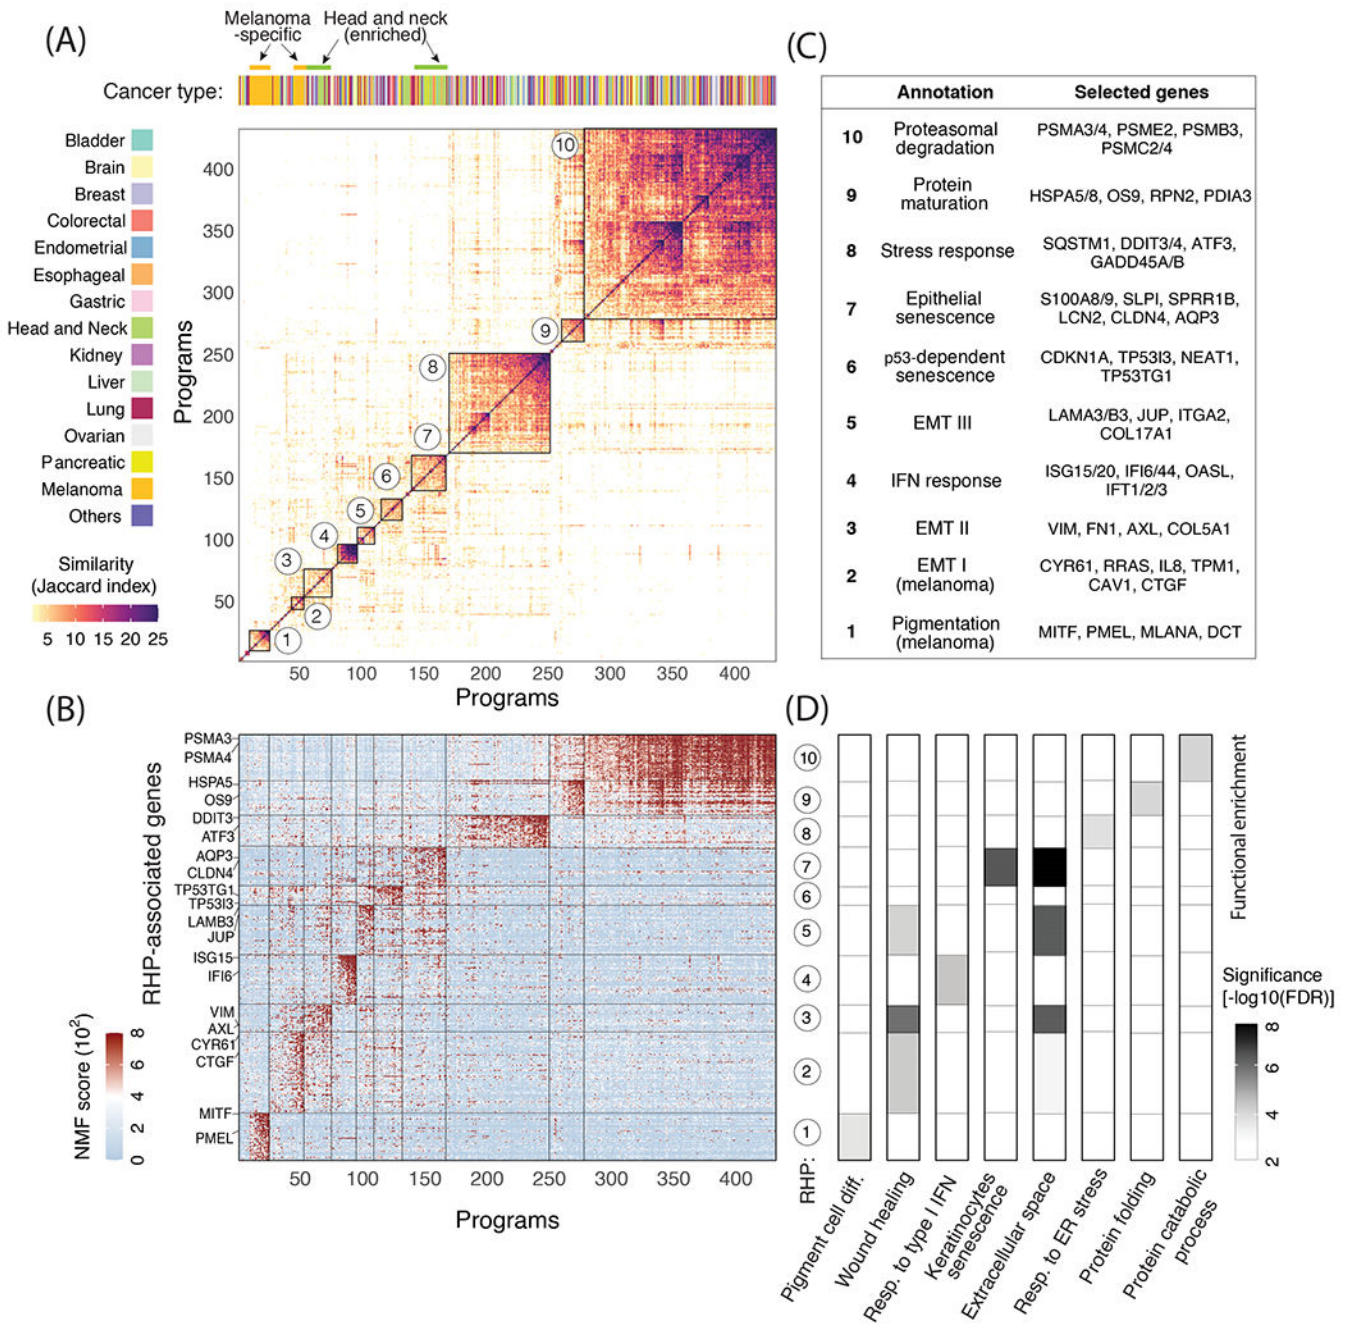 (A)
Melanoma
-specific
Head and neck
(enriched)
Cancer type:
Bladder
Brain
Breast
Colorectal
Endometrial
Esophageal
Gastric
Head and Neck
Kidney
Liver
Lung
Ovarian
Pancreatic
Melanoma
Others
Similarity
(Jaccard index)
5 10 15 20 25
Programs
400
350
300
250
200
150
100
50
10
9
8
7
6
5
4
3
2
1
50 100 150 200 250 300 350 400
Programs
(C)
Annotation Selected genes
10 Proteasomal degradation PSMA3/4, PSME2, PSMB3,
PSMC2/4
9 Protein maturation HSPA5/8, OS9, RPN2, PDIA3
8 Stress response SQSTM1, DDIT3/4, ATF3,
GADD45A/B
7 Epithelial senescence S100A8/9, SLPI, SPRR1B,
LCN2, CLDN4, AQP3
6 p53-dependent senescence CDKN1A, TP53I3, NEAT1,
TP53TG1
5 EMT III LAMA3/B3, JUP, ITGA2,
COL17A1
4 IFN response ISG15/20, IFI6/44, OASL,
IFT1/2/3
3 EMT II VIM, FN1, AXL, COL5A1
2 EMT I (melanoma) CYR61, RRAS, IL8, TPM1,
CAV1, CTGF
1 Pigmentation (melanoma) MITF, PMEL, MLANA, DCT
(B)
RHP-associated genes
PSMA3
PSMA4
HSPA5
OS9
DDIT3
ATF3
AQP3
CLDN4
TP53TG1
TP53I3
LAMB3
JUP
ISG15
IFI6
VIM
AXL
CYR61
CTGF
MITF
PMEL
NMF score (10²)
8
6
4
2
0
50 100 150 200 250 300 350 400
Programs
(D)
10
9
8
7
6
5
4
3
2
1
RHP:
Pigment cell diff.
Wound healing
Resp. to type I IFN
Keratinocytes
senescence
Extracellular space
Resp. to ER stress
Protein folding
Protein catabolic
process
Functional enrichment
Significance
[-log10(FDR)]
8
6
4
2